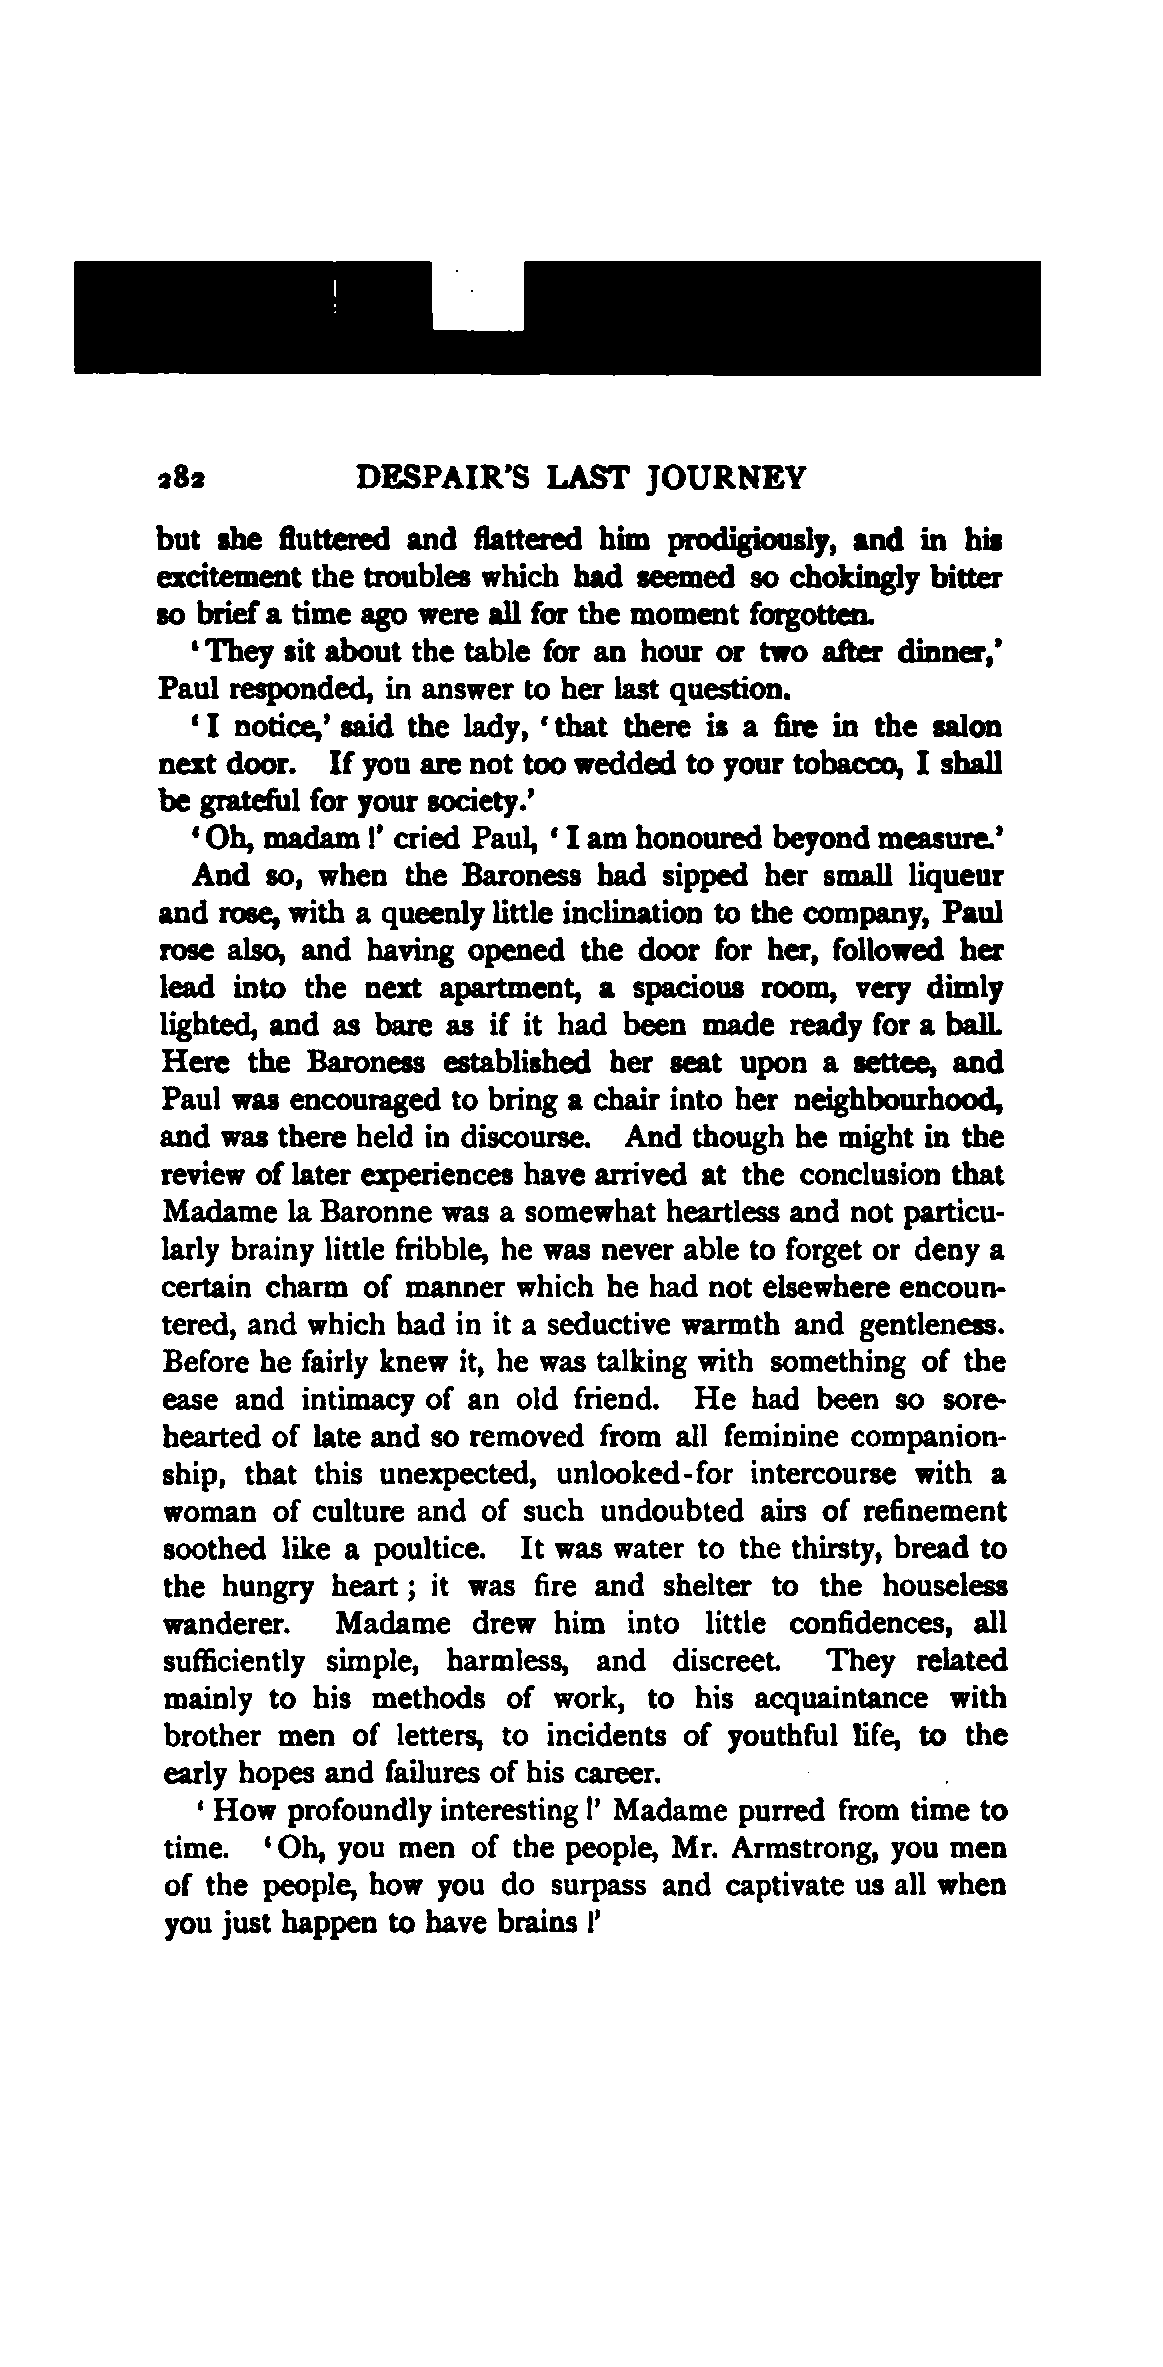 282 DESPAIR'S LAST JOURNEY
but she fluttered and flattered him prodigiously, and in his
excitement the troubles which had seemed so chokingly bitter
so brief a time ago were all for the moment forgotten.
‘They sit about the table for an hour or two after dinner,’
Paul responded, in answer to her last question.
‘I notice,’ said the lady, ‘that there is a fire in the salon
next door. If you are not too wedded to your tobacco, I shall
be grateful for your society.’
‘Oh, madam!’ cried Paul, ‘I am honoured beyond measure.’
And so, when the Baroness had sipped her small liqueur
and rose, with a queenly little inclination to the company, Paul
rose also, and having opened the door for her, followed her
lead into the next apartment, a spacious room, very dimly
lighted, and as bare as if it had been made ready for a ball.
Here the Baroness established her seat upon a settee, and
Paul was encouraged to bring a chair into her neighbourhood,
and was there held in discourse. And though he might in the
review of later experiences have arrived at the conclusion that
Madame la Baronne was a somewhat heartless and not particu-
larly brainy little fribble, he was never able to forget or deny a
certain charm of manner which he had not elsewhere encoun-
tered, and which had in it a seductive warmth and gentleness.
Before he fairly knew it, he was talking with something of the
ease and intimacy of an old friend. He had been so sore-
hearted of late and so removed from all feminine companion-
ship, that this unexpected, unlooked-for intercourse with a
woman of culture and of such undoubted airs of refinement
soothed like a poultice. It was water to the thirsty, bread to
the hungry heart; it was fire and shelter to the houseless
wanderer. Madame drew him into little confidences, all
sufficiently simple, harmless, and discreet. They related
mainly to his methods of work, to his acquaintance with
brother men of letters, to incidents of youthful life, to the
early hopes and failures of his career.
‘How profoundly interesting!’ Madame purred from time to
time. ‘Oh, you men of the people, Mr. Armstrong, you men
of the people, how you do surpass and captivate us all when
you just happen to have brains!’